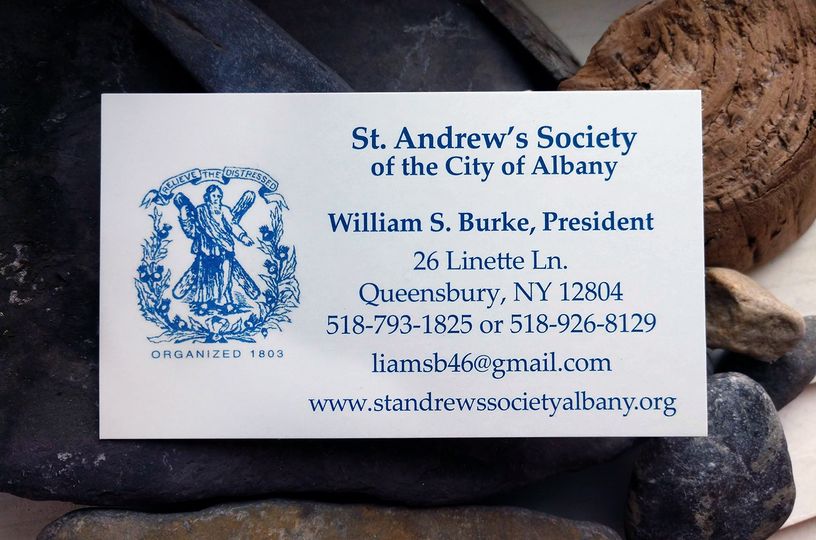 St. Andrew's Society
of the City of Albany
RELIEVE THE DISTRESSED
ORGANIZED 1803
William S. Burke, President
26 Linette Ln.
Queensbury, NY 12804
518-793-1825 or 518-926-8129
liamsb46@gmail.com
www.standrewssocietyalbany.org